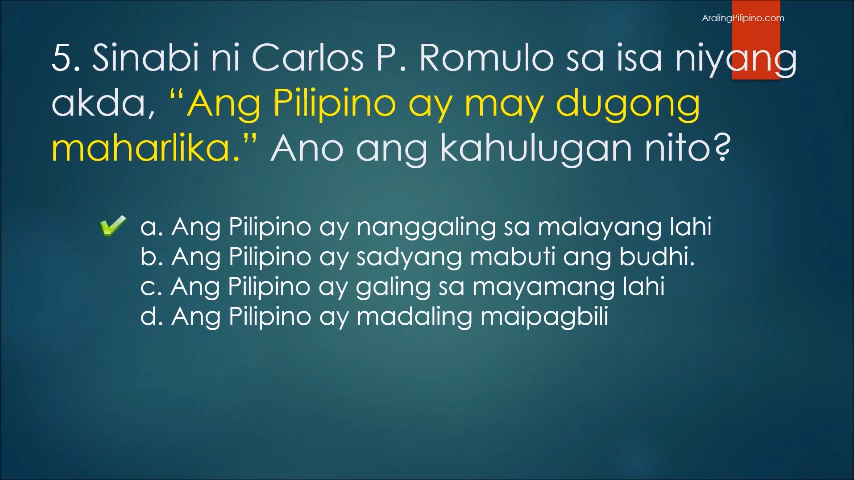 AralingPilipino.com
5. Sinabi ni Carlos P. Romulo sa isa niyang
akda, “Ang Pilipino ay may dugong
maharlika.” Ano ang kahulugan nito?
a. Ang Pilipino ay nanggaling sa malayang lahi
b. Ang Pilipino ay sadyang mabuti ang budhi.
c. Ang Pilipino ay galing sa mayamang lahi
d. Ang Pilipino ay madaling maipagbili